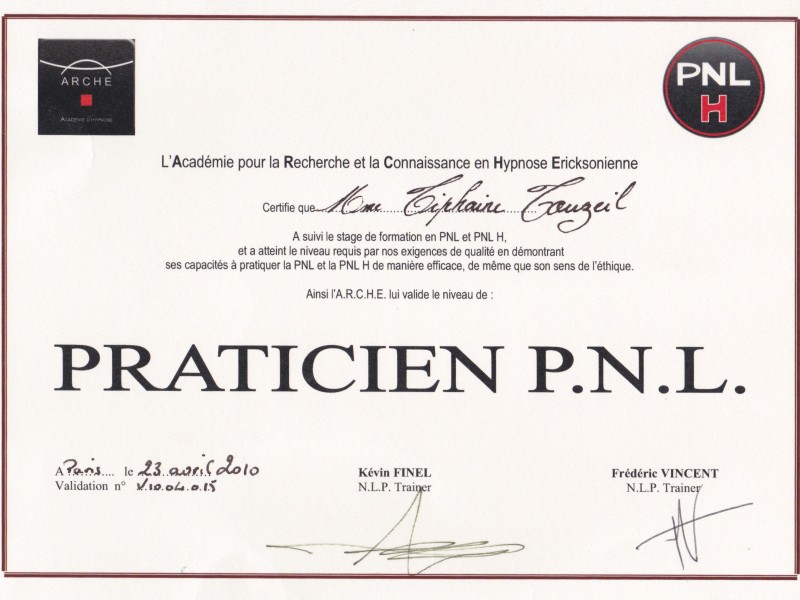 ARCHE
ACADÉMIE D'HYPNOSE
PNL
H
L'Académie pour la Recherche et la Connaissance en Hypnose Ericksonienne
Certifie que Mme Tiphaine Tauzeil
A suivi le stage de formation en PNL et PNL H,
et a atteint le niveau requis par nos exigences de qualité en démontrant
ses capacités à pratiquer la PNL et la PNL H de manière efficace, de même que son sens de l'éthique.
Ainsi l'A.R.C.H.E. lui valide le niveau de :
PRATICIEN P.N.L.
A Paris.... le 23 avril 2010
Validation n° V10.04.015
Kévin FINEL
N.L.P. Trainer
Frédéric VINCENT
N.L.P. Trainer